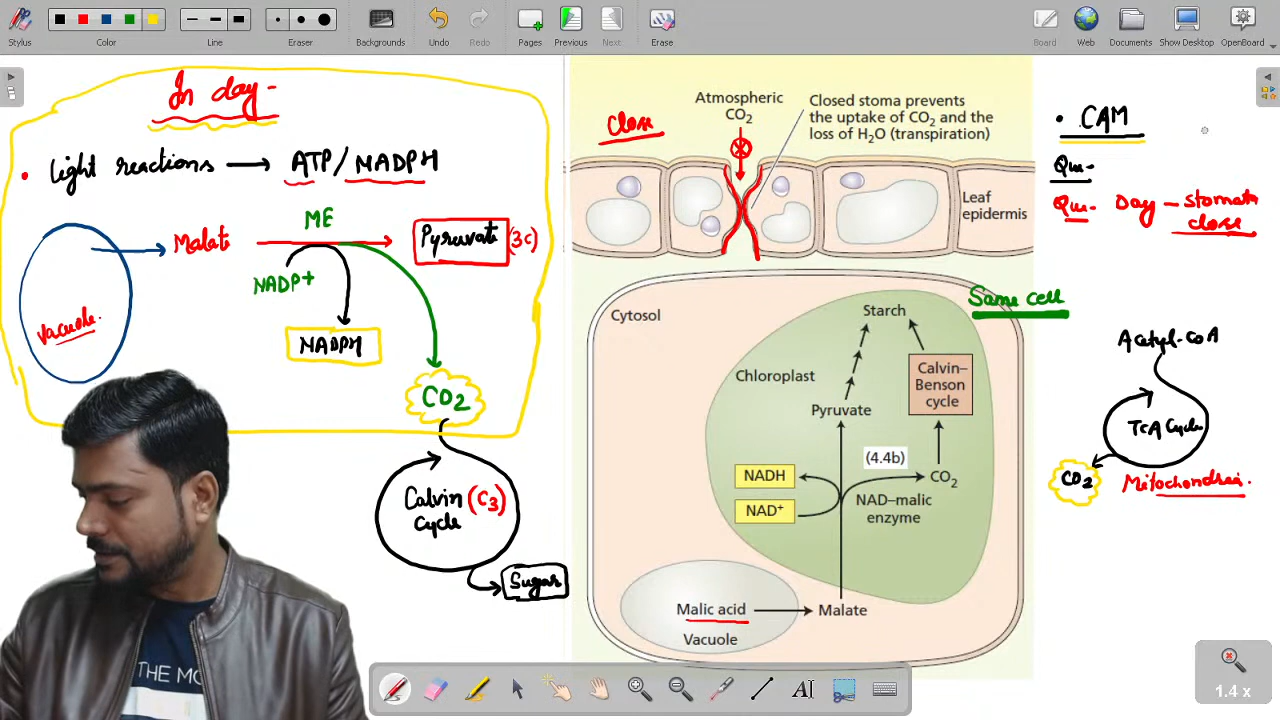 Stylus
Color
Line
Eraser
Backgrounds
Undo
Redo
Pages
Previous
Next
Erase
Board
Web
Documents
Show Desktop
OpenBoard
In day -
• Light reactions → ATP/NADPH
Malate
ME
Pyruvate (3c)
NADP+
NADPH
Vacuole.
CO2
Calvin (C3)
Cycle
Sugar
THE MO
Close
Atmospheric
CO2
Closed stoma prevents
the uptake of CO2 and the
loss of H2O (transpiration)
Leaf
epidermis
Same cell
Cytosol
Starch
Chloroplast
Calvin–
Benson
cycle
Pyruvate
(4.4b)
NADH
CO2
NAD–malic
enzyme
NAD+
Malic acid
Malate
Vacuole
• CAM
Qu-
Qu- Day - stomata
close
Acetyl-CoA
TCA Cycle
CO2
Mitochondria.
1.4 x